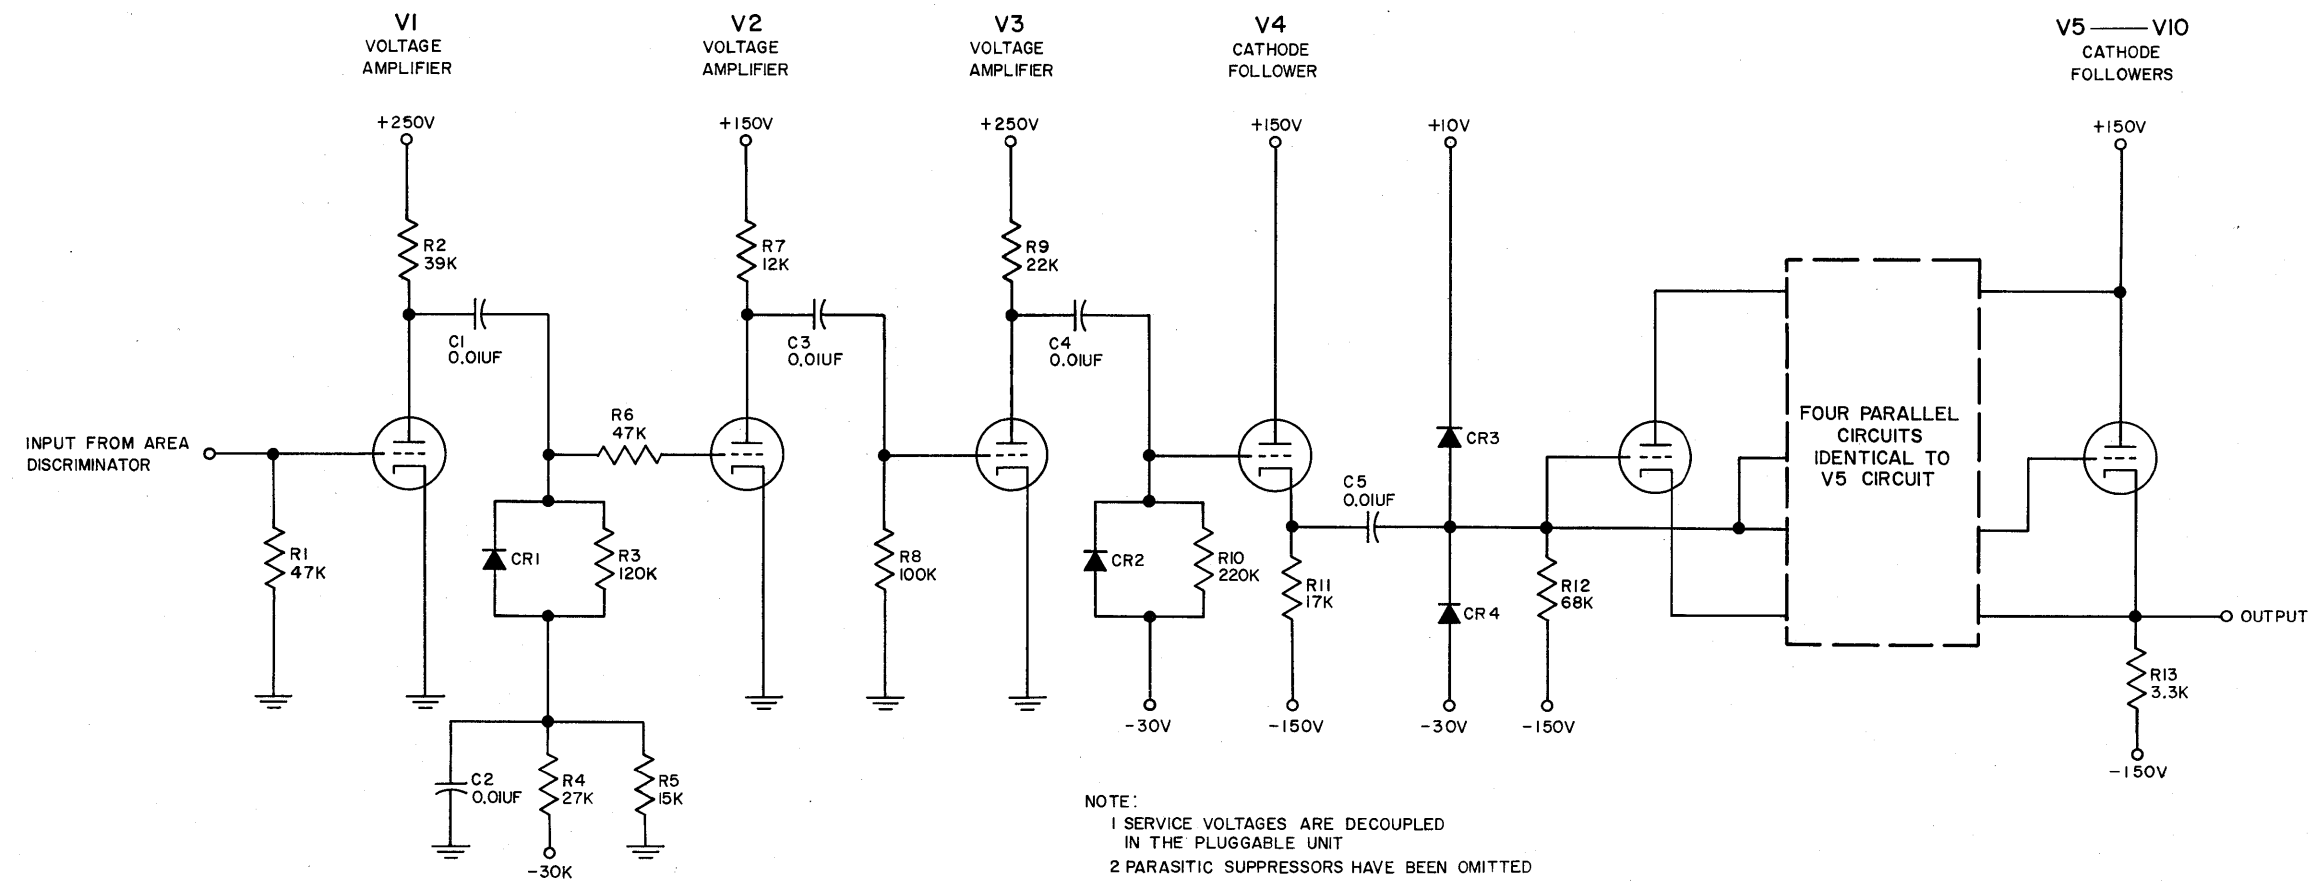 V1
VOLTAGE
AMPLIFIER
V2
VOLTAGE
AMPLIFIER
V3
VOLTAGE
AMPLIFIER
V4
CATHODE
FOLLOWER
V5 — V10
CATHODE
FOLLOWERS
+250V
+150V
+250V
+150V
+10V
+150V
R2
39K
R7
12K
R9
22K
C1
0.01UF
C3
0.01UF
C4
0.01UF
INPUT FROM AREA
DISCRIMINATOR
R6
47K
CR3
FOUR PARALLEL
CIRCUITS
IDENTICAL TO
V5 CIRCUIT
C5
0.01UF
R1
47K
CR1
R3
120K
R8
100K
CR2
R10
220K
R11
17K
CR4
R12
68K
OUTPUT
R13
3.3K
-30V
-150V
-30V
-150V
-150V
C2
0.01UF
R4
27K
R5
15K
-30K
NOTE:
1 SERVICE VOLTAGES ARE DECOUPLED
IN THE PLUGGABLE UNIT
2 PARASITIC SUPPRESSORS HAVE BEEN OMITTED